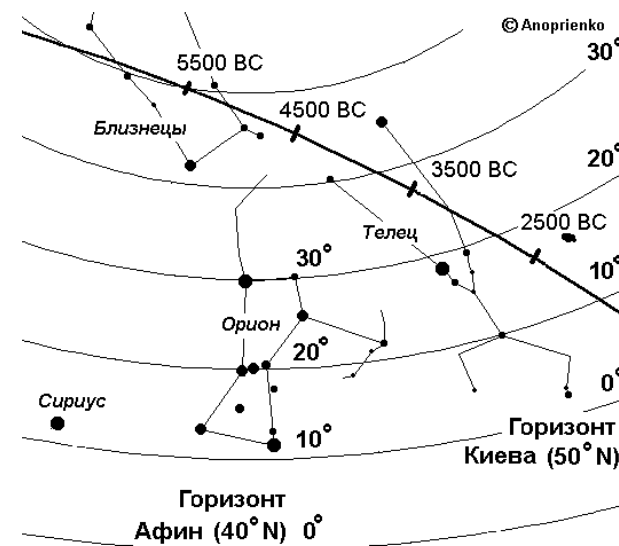 © Anoprienko
30°
5500 BC
4500 BC
Близнецы
20°
3500 BC
2500 BC
Телец
30°
10°
Орион
20°
0°
Сириус
10°
Горизонт
Киева (50°N)
Горизонт
Афин (40°N) 0°